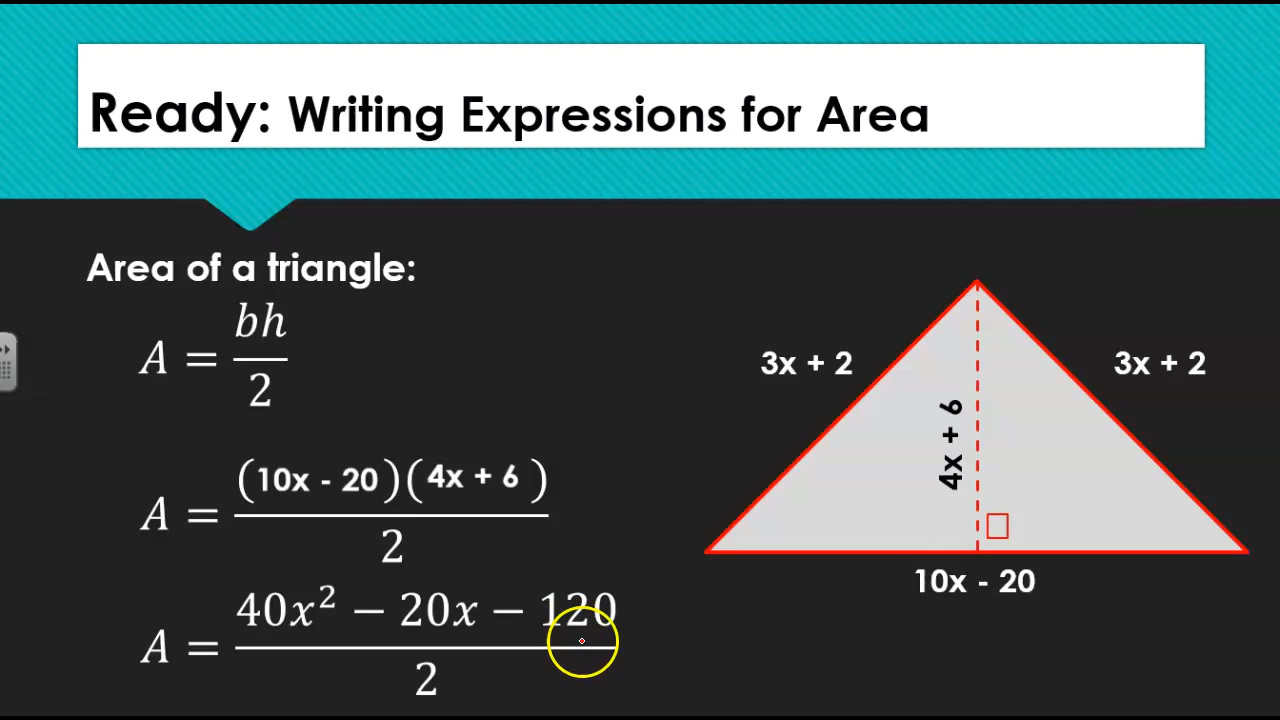 Ready: Writing Expressions for Area
Area of a triangle:
A = bh/2
A = (10x - 20)(4x + 6)/2
A = 40x² − 20x − 120/2
3x + 2
3x + 2
4x + 6
10x - 20